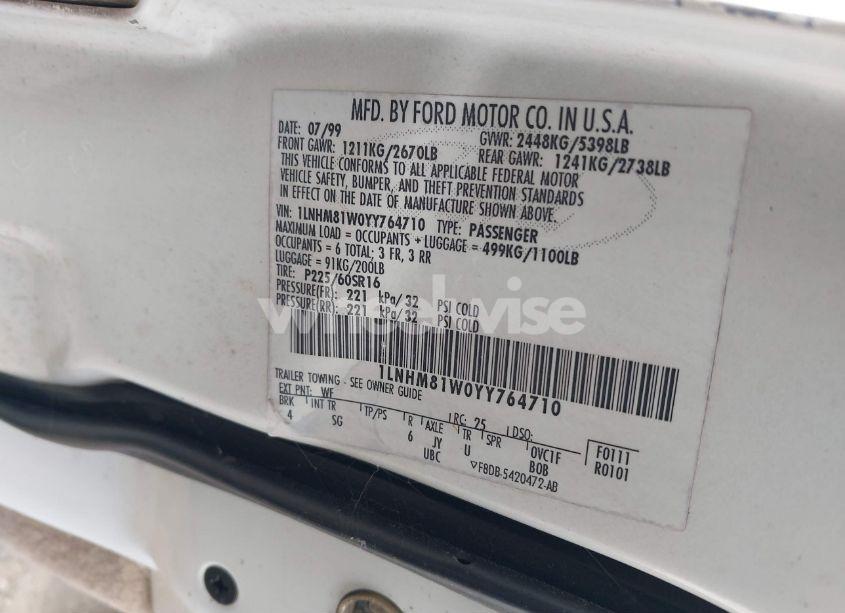 MFD. BY FORD MOTOR CO. IN U.S.A.
DATE: 07/99 GVWR: 2448KG/5398LB
FRONT GAWR: 1211KG/2670LB REAR GAWR: 1241KG/2738LB
THIS VEHICLE CONFORMS TO ALL APPLICABLE FEDERAL MOTOR
VEHICLE SAFETY, BUMPER, AND THEFT PREVENTION STANDARDS
IN EFFECT ON THE DATE OF MANUFACTURE SHOWN ABOVE.
VIN: 1LNHM81W0YY764710 TYPE: PASSENGER
MAXIMUM LOAD = OCCUPANTS + LUGGAGE = 499KG/1100LB
OCCUPANTS = 6 TOTAL; 3 FR, 3 RR
LUGGAGE = 91KG/200LB
TIRE: P225/60SR16
PRESSURE(FR): 221 kPa/32 PSI COLD
PRESSURE(RR): 221 kPa/32 PSI COLD
wheelwise
1LNHM81W0YY764710
TRAILER TOWING - SEE OWNER GUIDE
EXT PNT: WF RC: 25 DSO:
BRK INT TR TP/PS R AXLE TR SPR OVC1F F0111
4 SG 6 JY U BOB R0101
UBC ▽F8DB-5420472-AB